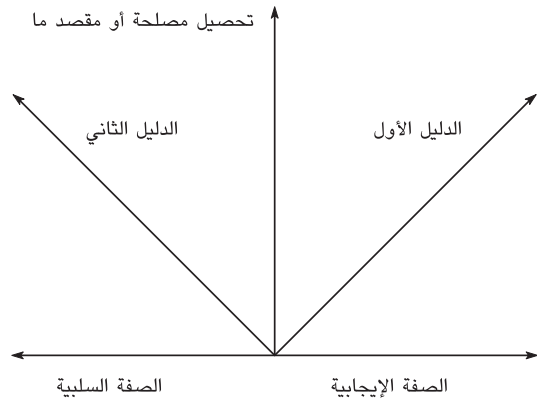 تحصيل مصلحة أو مقصد ما
الدليل الأول
الدليل الثاني
الصفة الإيجابية
الصفة السلبية